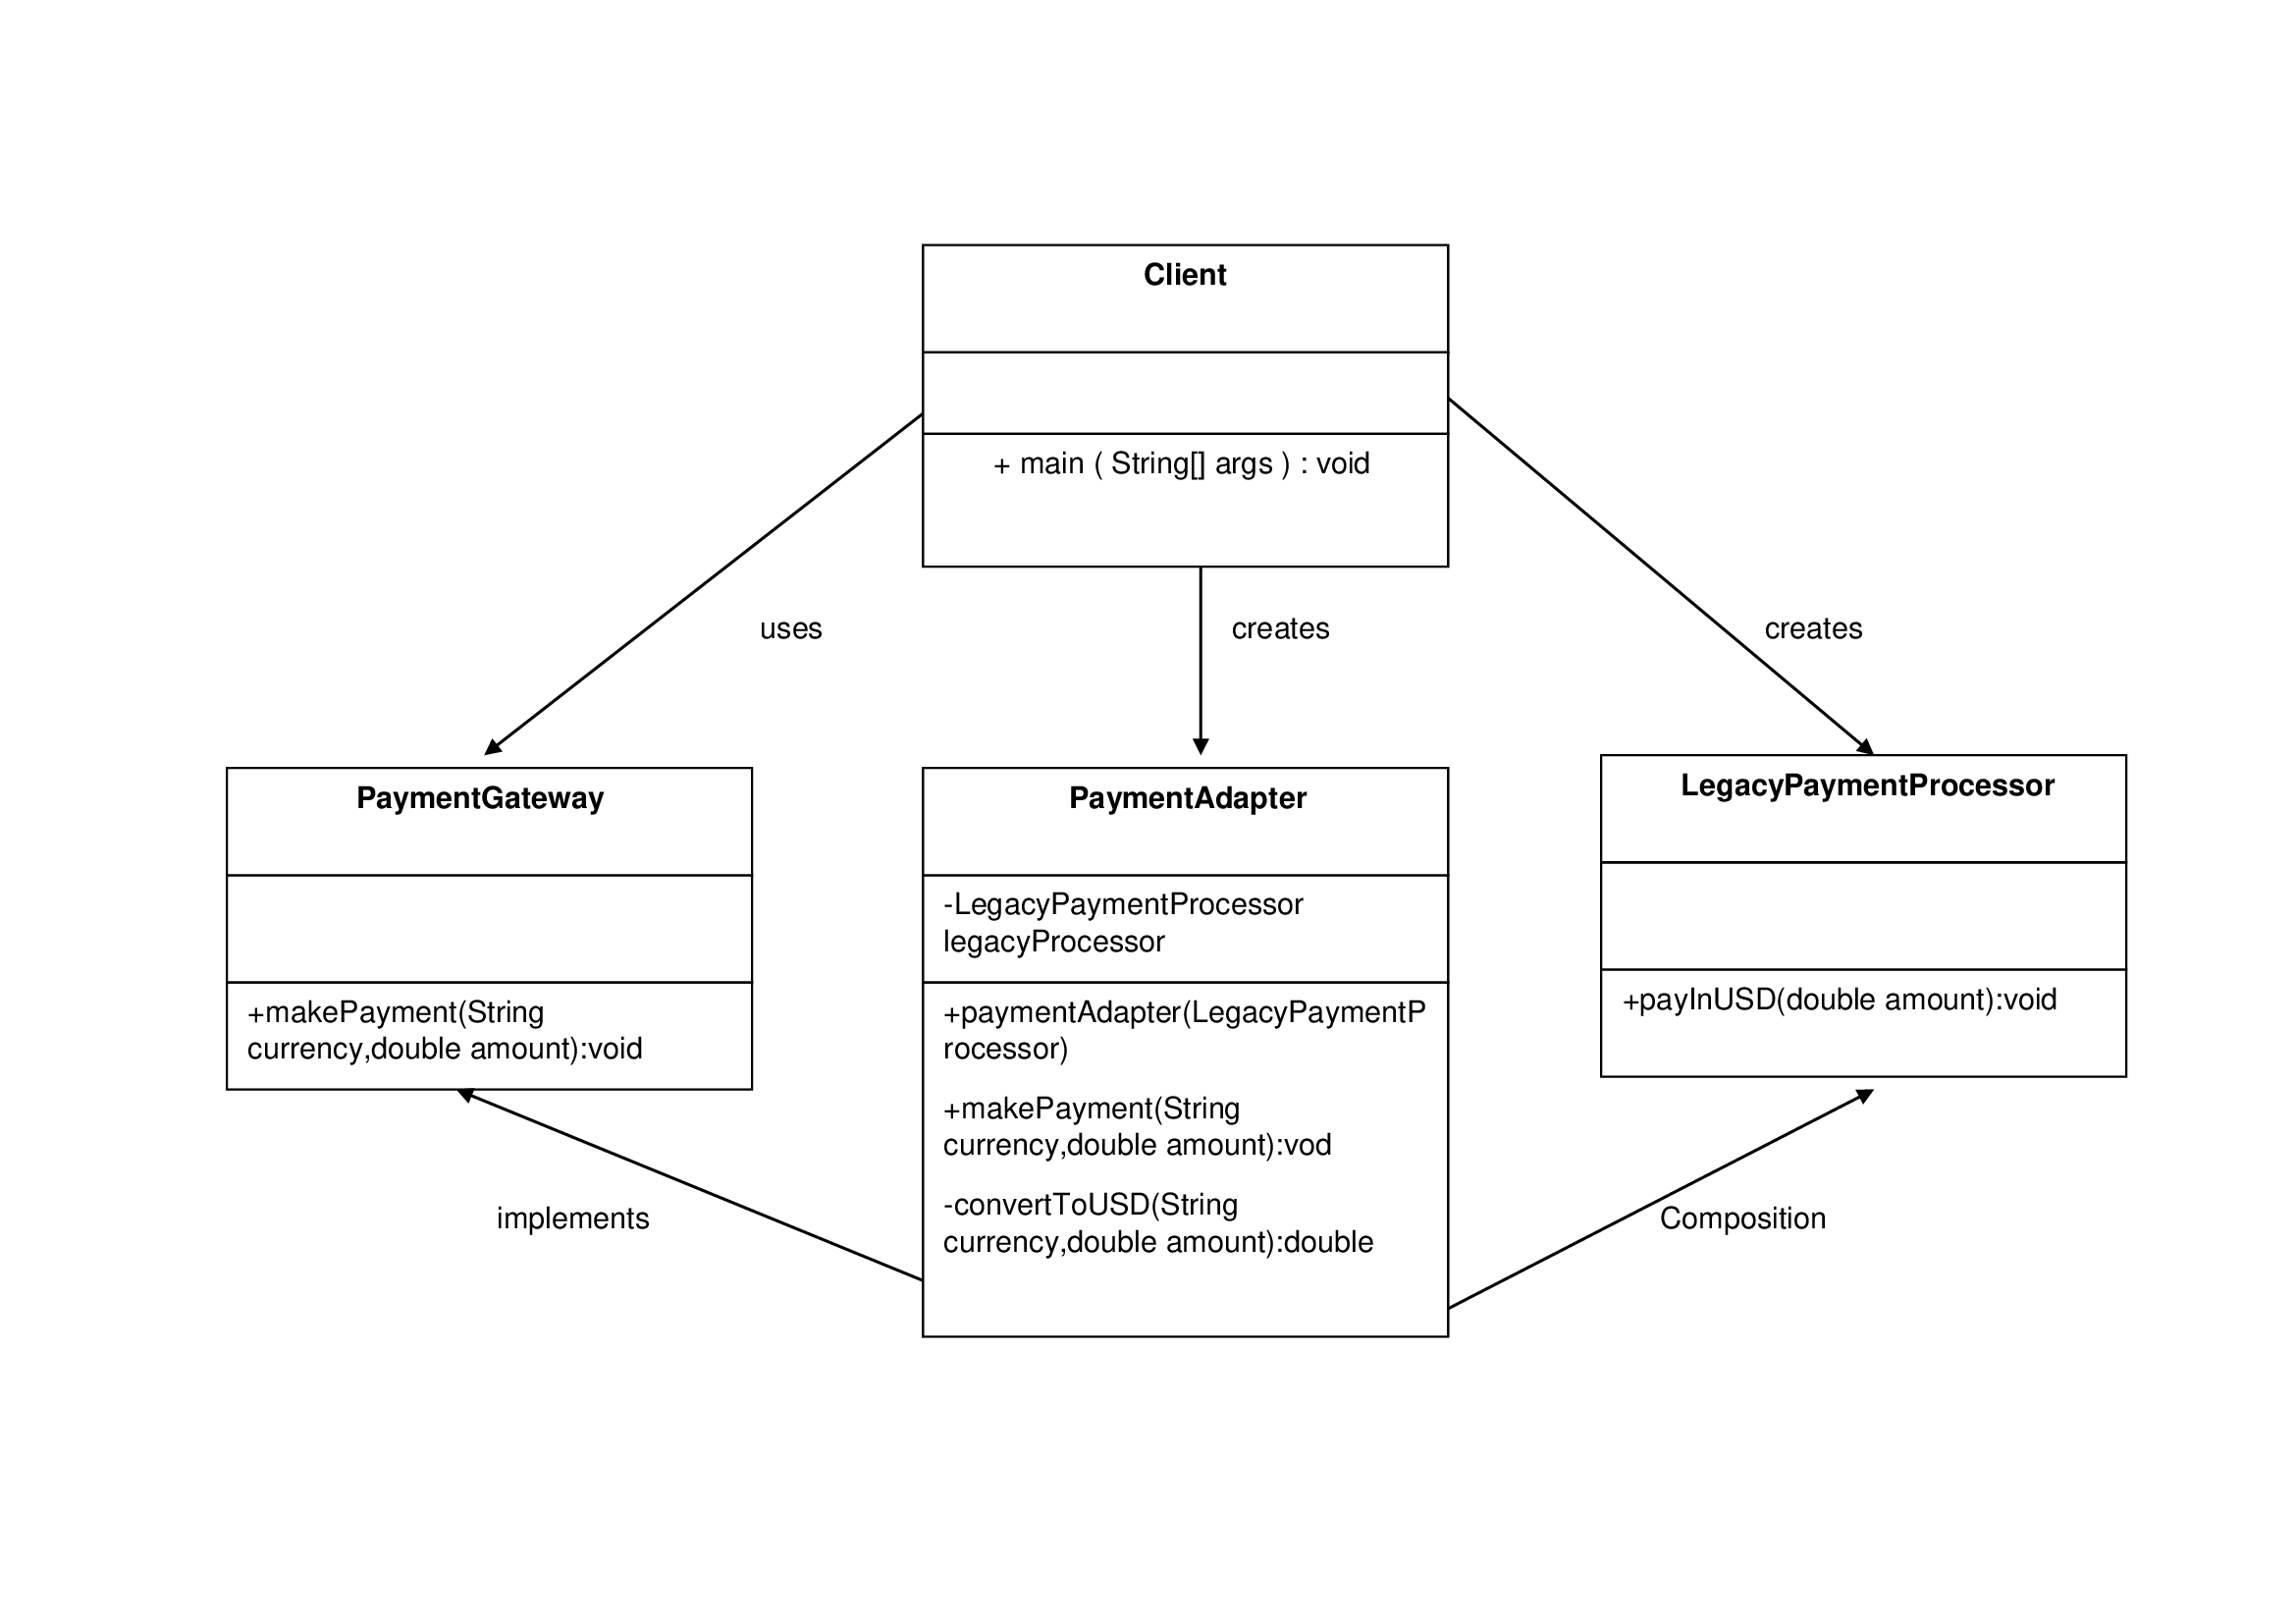 Client
+ main ( String[] args ) : void
uses
creates
creates
PaymentGateway
+makePayment(String
currency,double amount):void
PaymentAdapter
-LegacyPaymentProcessor
legacyProcessor
+paymentAdapter(LegacyPaymentP
rocessor)
+makePayment(String
currency,double amount):vod
-convertToUSD(String
currency,double amount):double
LegacyPaymentProcessor
+payInUSD(double amount):void
implements
Composition